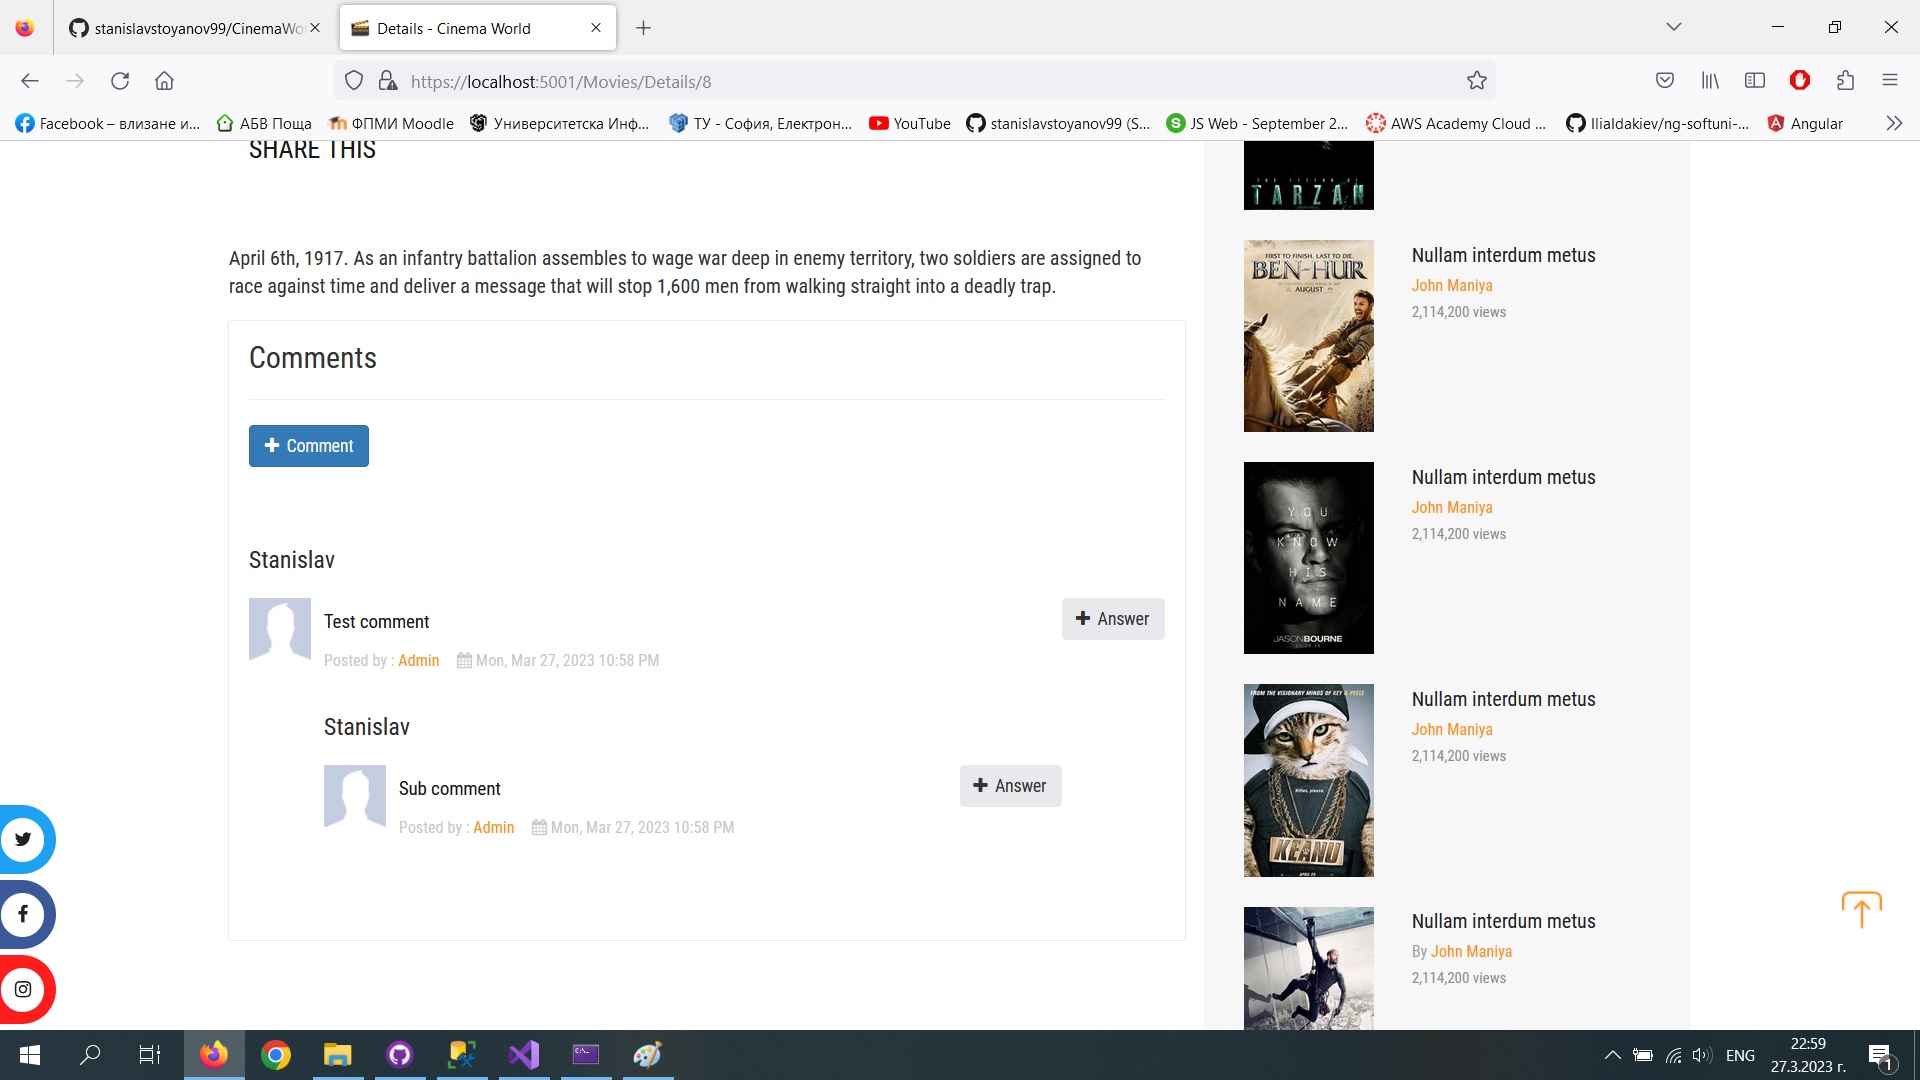 stanislavstoyanov99/CinemaWo
Details - Cinema World
https://localhost:5001/Movies/Details/8
Facebook – влизане и...
АБВ Поща
ФПМИ Moodle
Университетска Инф...
ТУ - София, Електрон...
YouTube
stanislavstoyanov99 (S...
JS Web - September 2...
AWS Academy Cloud ...
IliaIdakiev/ng-softuni-...
Angular
SHARE THIS
April 6th, 1917. As an infantry battalion assembles to wage war deep in enemy territory, two soldiers are assigned to
race against time and deliver a message that will stop 1,600 men from walking straight into a deadly trap.
Comments
Comment
Stanislav
Test comment
Answer
Posted by : Admin Mon, Mar 27, 2023 10:58 PM
Stanislav
Sub comment
Answer
Posted by : Admin Mon, Mar 27, 2023 10:58 PM
THE LEGEND OF
TARZAN
FIRST TO FINISH. LAST TO DIE.
BEN-HUR
AUGUST
Nullam interdum metus
John Maniya
2,114,200 views
YOU
KNOW
HIS
NAME
JASON BOURNE
Nullam interdum metus
John Maniya
2,114,200 views
FROM THE VISIONARY MINDS OF KEY & PEELE
Kitten, please.
KEANU
Nullam interdum metus
John Maniya
2,114,200 views
Nullam interdum metus
By John Maniya
2,114,200 views
ENG
22:59
27.3.2023 г.
1